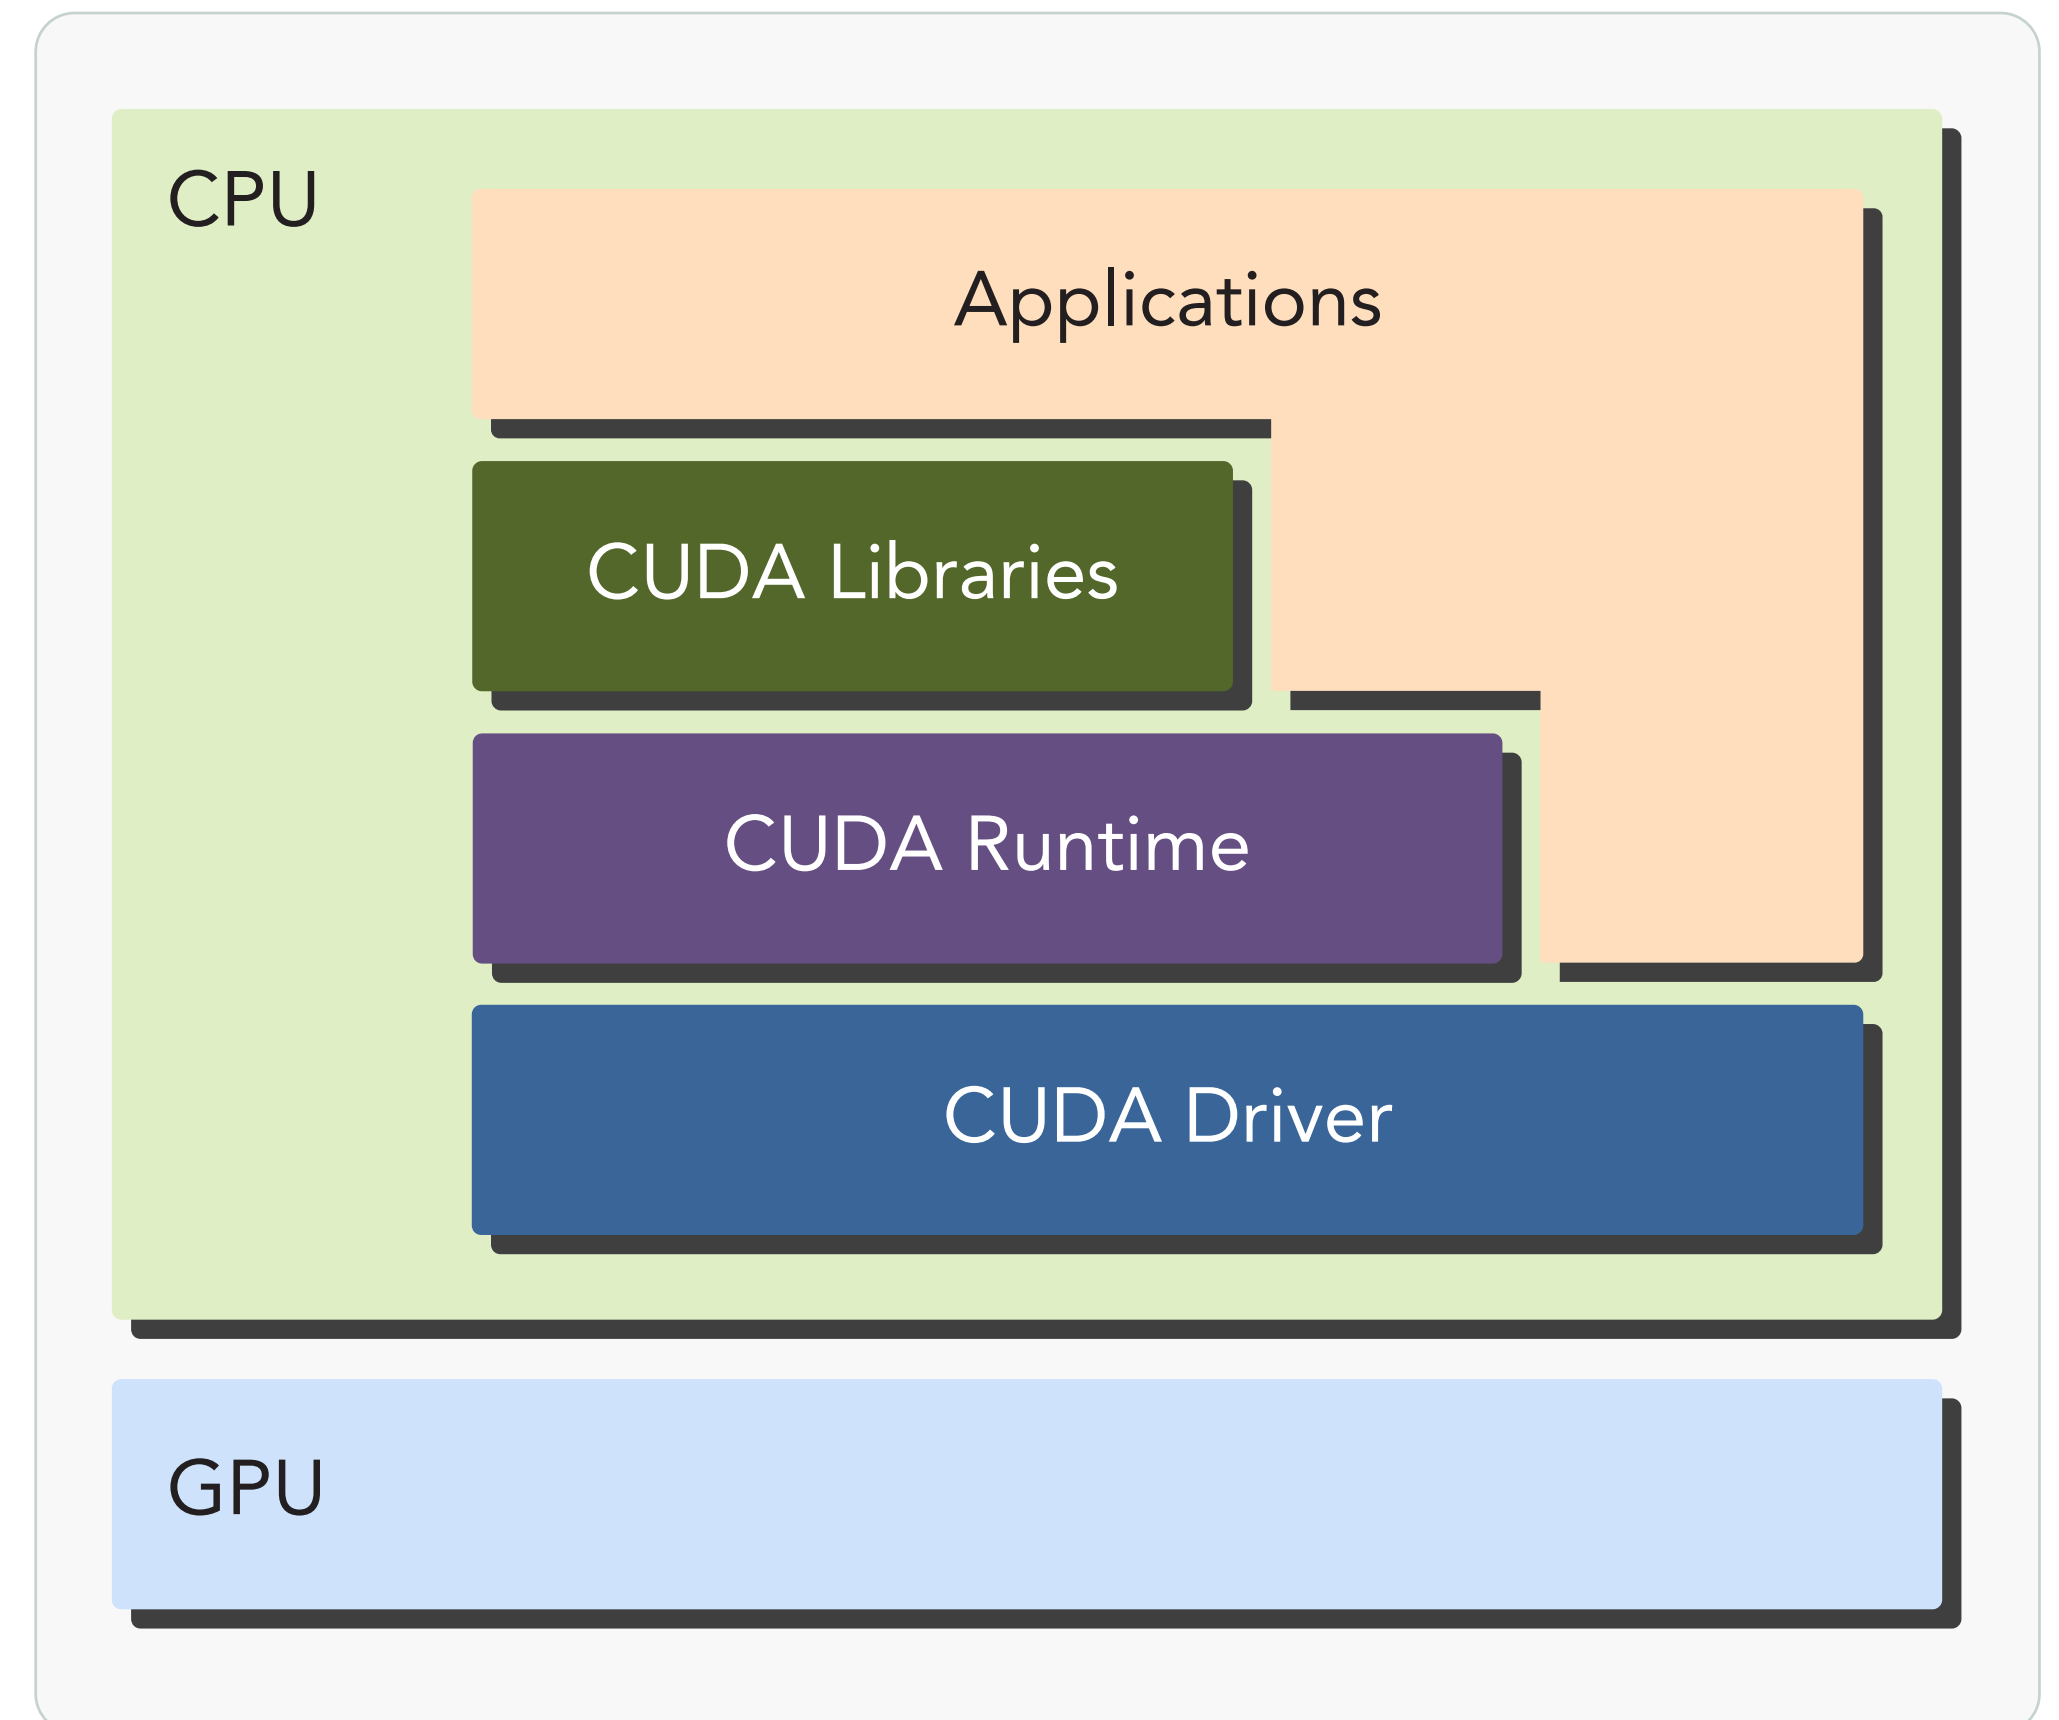 CPU
Applications
CUDA Libraries
CUDA Runtime
CUDA Driver
GPU